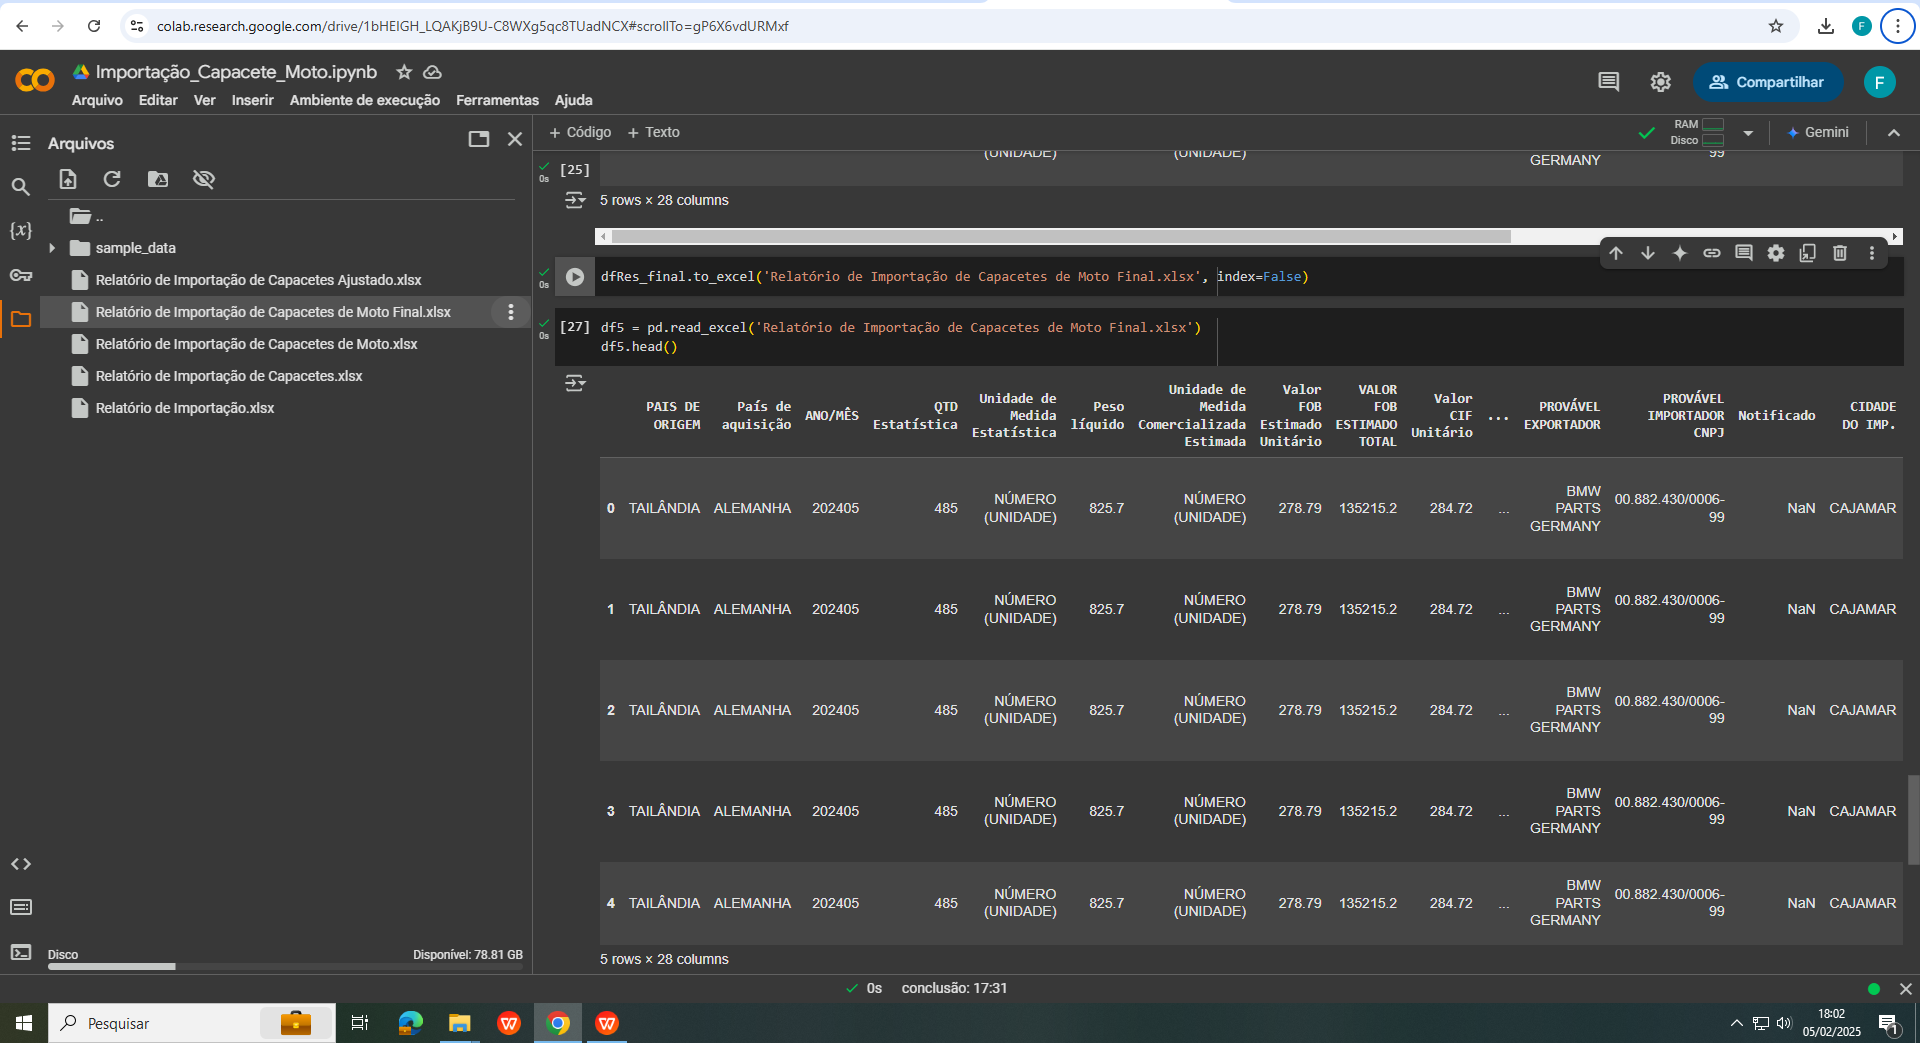 colab.research.google.com/drive/1bHEIGH_LQAKjB9U-C8WXg5qc8TUadNCX#scrollTo=gP6X6vdURMxf
F
Importação_Capacete_Moto.ipynb
Arquivo Editar Ver Inserir Ambiente de execução Ferramentas Ajuda
Compartilhar
F
Arquivos
..
sample_data
Relatório de Importação de Capacetes Ajustado.xlsx
Relatório de Importação de Capacetes de Moto Final.xlsx
Relatório de Importação de Capacetes de Moto.xlsx
Relatório de Importação de Capacetes.xlsx
Relatório de Importação.xlsx
{x}
Disco Disponível: 78.81 GB
+ Código + Texto
RAM
Disco
Gemini
(UNIDADE) (UNIDADE) GERMANY 99
[25]
0s
5 rows × 28 columns
0s
dfRes_final.to_excel('Relatório de Importação de Capacetes de Moto Final.xlsx', index=False)
0s
[27] df5 = pd.read_excel('Relatório de Importação de Capacetes de Moto Final.xlsx')
df5.head()
PAIS DE ORIGEM País de aquisição ANO/MÊS QTD Estatística Unidade de Medida Estatística Peso líquido Unidade de Medida Comercializada Estimada Valor FOB Estimado Unitário VALOR FOB ESTIMADO TOTAL Valor CIF Unitário ... PROVÁVEL EXPORTADOR PROVÁVEL IMPORTADOR CNPJ Notificado CIDADE DO IMP.
0 TAILÂNDIA ALEMANHA 202405 485 NÚMERO (UNIDADE) 825.7 NÚMERO (UNIDADE) 278.79 135215.2 284.72 ... BMW PARTS GERMANY 00.882.430/0006-99 NaN CAJAMAR
1 TAILÂNDIA ALEMANHA 202405 485 NÚMERO (UNIDADE) 825.7 NÚMERO (UNIDADE) 278.79 135215.2 284.72 ... BMW PARTS GERMANY 00.882.430/0006-99 NaN CAJAMAR
2 TAILÂNDIA ALEMANHA 202405 485 NÚMERO (UNIDADE) 825.7 NÚMERO (UNIDADE) 278.79 135215.2 284.72 ... BMW PARTS GERMANY 00.882.430/0006-99 NaN CAJAMAR
3 TAILÂNDIA ALEMANHA 202405 485 NÚMERO (UNIDADE) 825.7 NÚMERO (UNIDADE) 278.79 135215.2 284.72 ... BMW PARTS GERMANY 00.882.430/0006-99 NaN CAJAMAR
4 TAILÂNDIA ALEMANHA 202405 485 NÚMERO (UNIDADE) 825.7 NÚMERO (UNIDADE) 278.79 135215.2 284.72 ... BMW PARTS GERMANY 00.882.430/0006-99 NaN CAJAMAR
5 rows × 28 columns
0s conclusão: 17:31
Pesquisar
18:02
05/02/2025
1